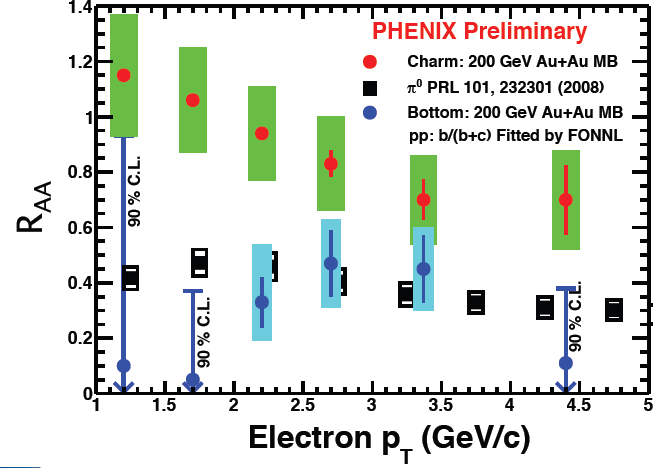 1.4
1.2
1
0.8
0.6
0.4
0.2
0
R_AA
PHENIX Preliminary
Charm: 200 GeV Au+Au MB
π⁰ PRL 101, 232301 (2008)
Bottom: 200 GeV Au+Au MB
pp: b/(b+c) Fitted by FONNL
90 % C.L.
90 % C.L.
90 % C.L.
1 1.5 2 2.5 3 3.5 4 4.5 5
Electron p_T (GeV/c)